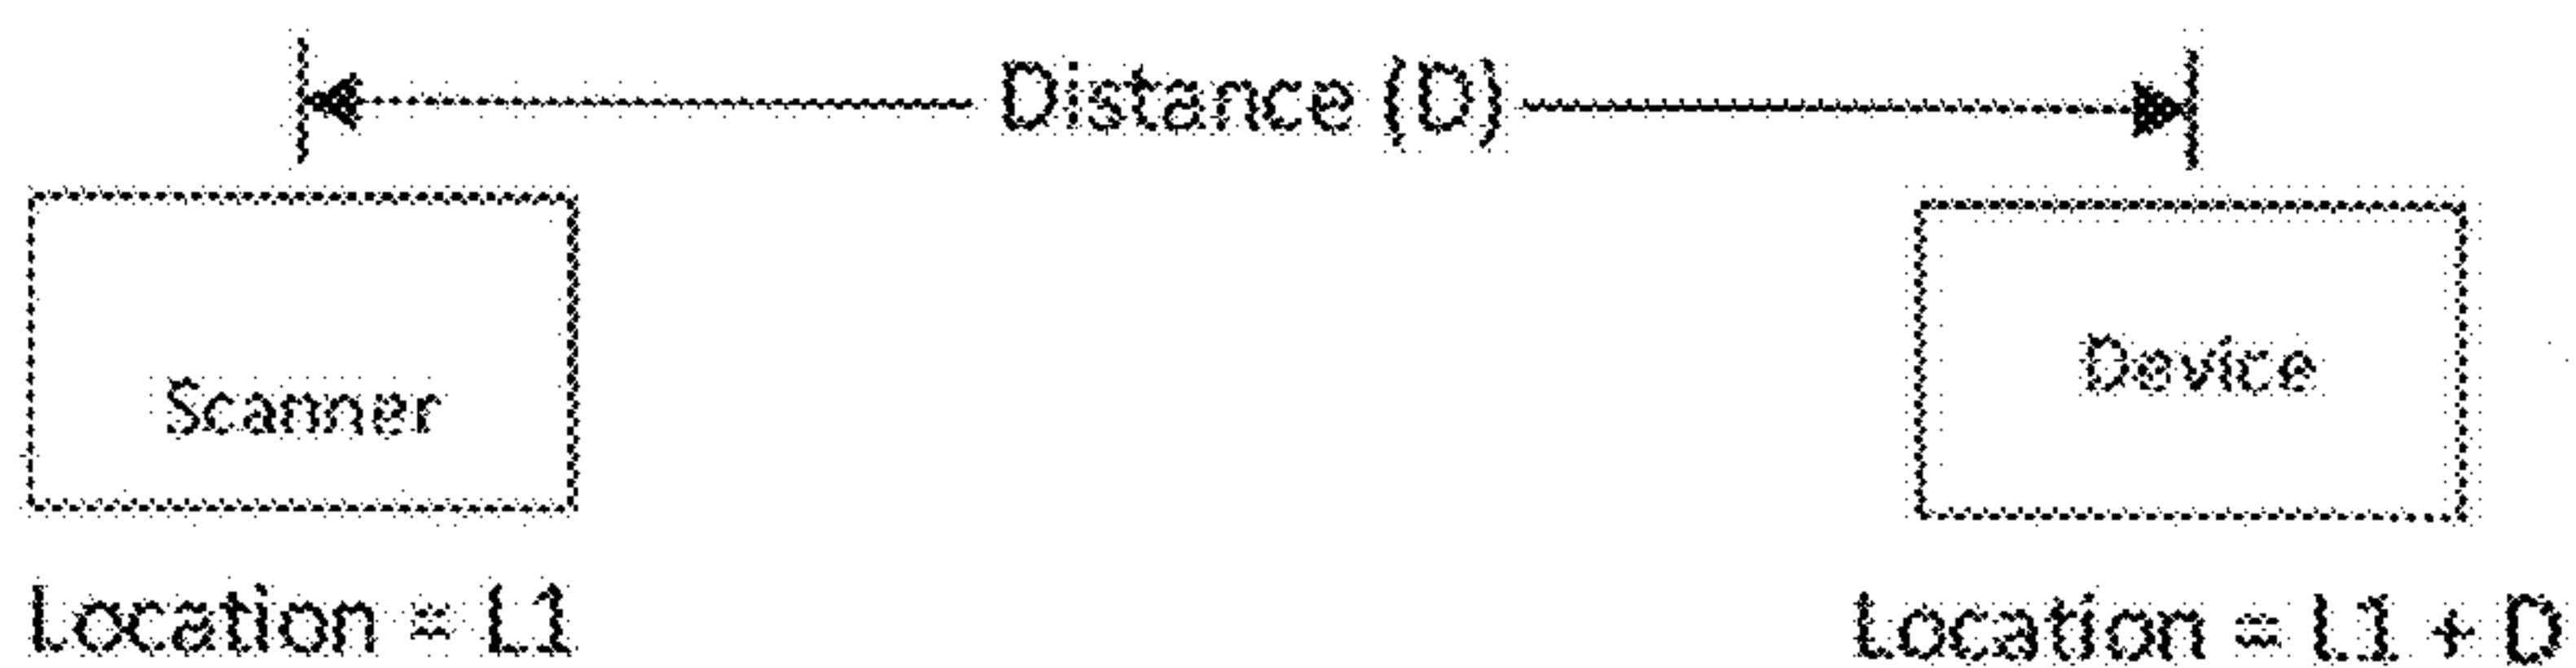 Distance (D)
Scanner
Device
Location = L1
Location = L1 + D